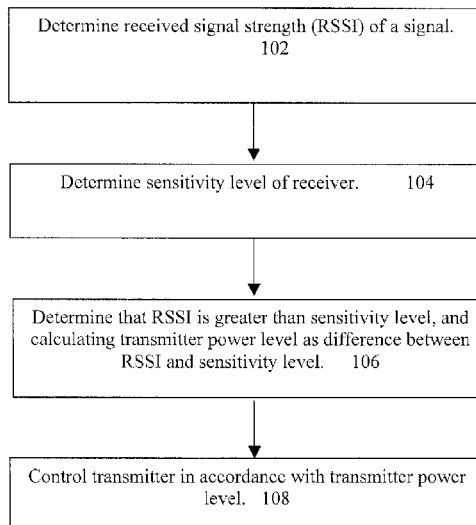 Determine received signal strength (RSSI) of a signal.
102
Determine sensitivity level of receiver. 104
Determine that RSSI is greater than sensitivity level, and
calculating transmitter power level as difference between
RSSI and sensitivity level. 106
Control transmitter in accordance with transmitter power
level. 108